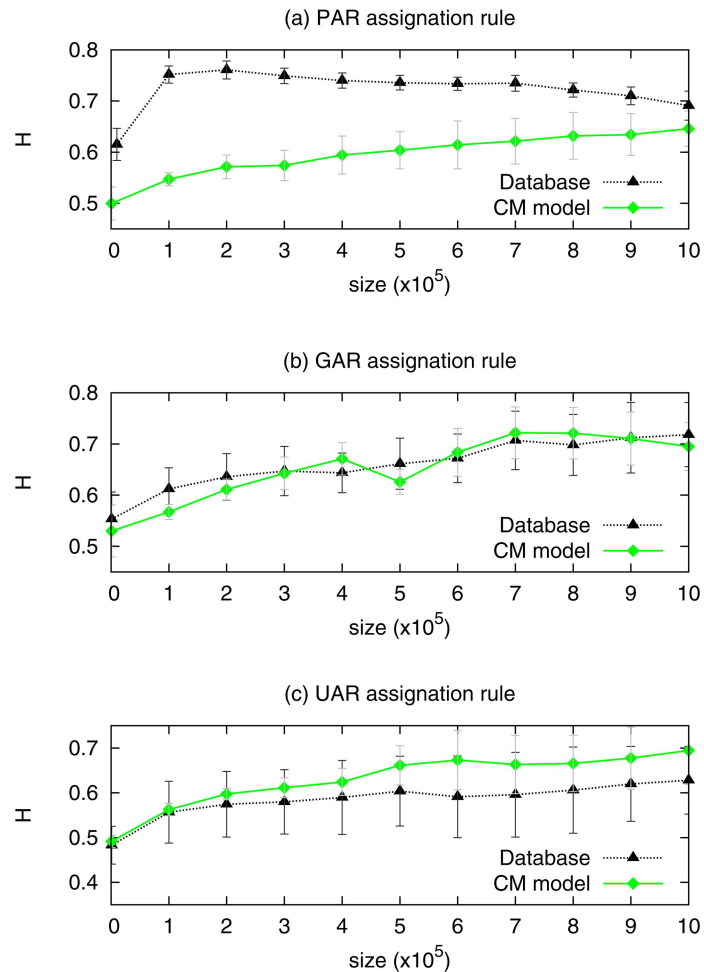 (a) PAR assignation rule
0.8
0.7
0.6
0.5
H
Database
CM model
0 1 2 3 4 5 6 7 8 9 10
size (x10^5)
(b) GAR assignation rule
0.8
0.7
0.6
0.5
H
Database
CM model
0 1 2 3 4 5 6 7 8 9 10
size (x10^5)
(c) UAR assignation rule
0.7
0.6
0.5
0.4
H
Database
CM model
0 1 2 3 4 5 6 7 8 9 10
size (x10^5)